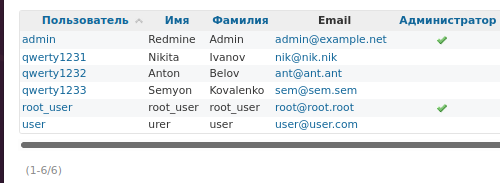 Пользователь Имя Фамилия Email Администратор
admin Redmine Admin admin@example.net
qwerty1231 Nikita Ivanov nik@nik.nik
qwerty1232 Anton Belov ant@ant.ant
qwerty1233 Semyon Kovalenko sem@sem.sem
root_user root_user root_user root@root.root
user urer user user@user.com
(1-6/6)